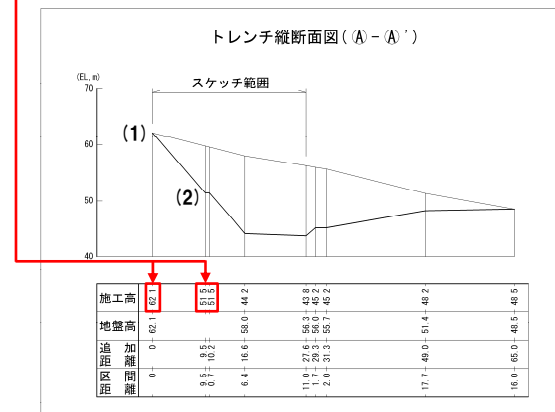 トレンチ縦断面図(Ⓐ-Ⓐ')
(EL, m)
70
スケッチ範囲
60
(1)
50
(2)
40
施工高 62.1 51.5 51.5 44.2 43.8 45.2 45.2 48.2 48.5
地盤高 62.1 58.0 56.3 56.0 55.7 51.4 48.5
追加距離 0 9.5 10.2 16.6 27.6 29.3 31.3 49.0 65.0
区間距離 0 9.5 0.7 6.4 11.0 1.7 2.0 17.7 16.0